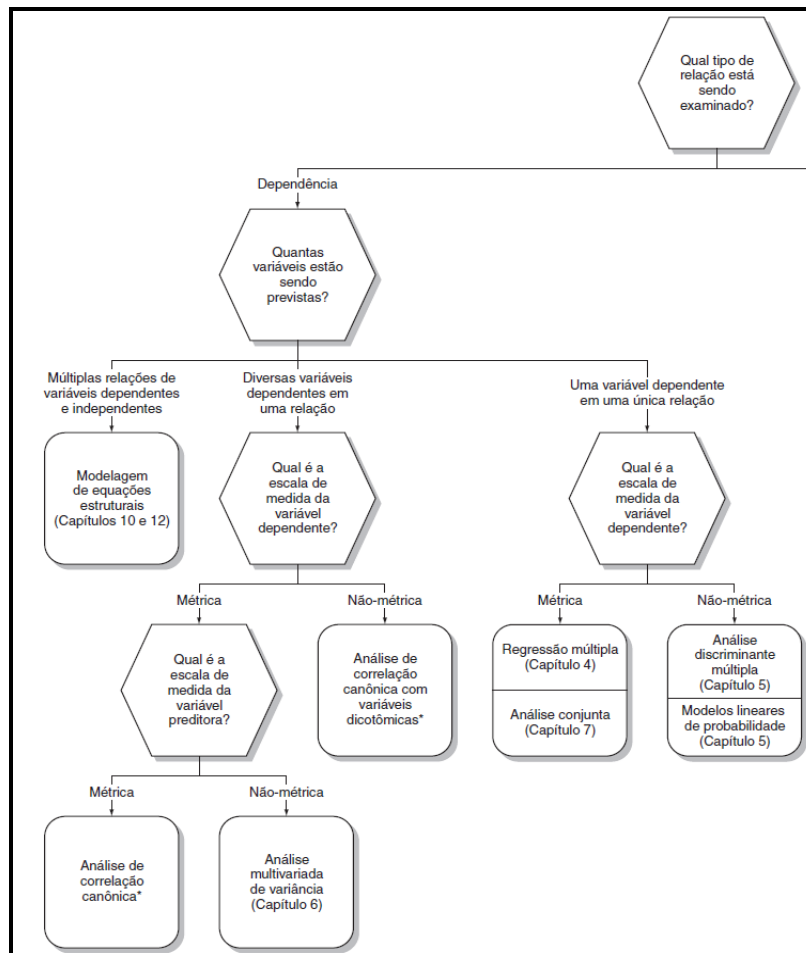 Qual tipo de
relação está
sendo
examinado?
Dependência
Quantas
variáveis estão
sendo
previstas?
Múltiplas relações de
variáveis dependentes
e independentes
Diversas variáveis
dependentes em
uma relação
Uma variável dependente
em uma única relação
Modelagem
de equações
estruturais
(Capítulos 10 e 12)
Qual é a
escala de
medida da
variável
dependente?
Qual é a
escala de
medida da
variável
dependente?
Métrica
Não-métrica
Métrica
Não-métrica
Qual é a
escala de
medida da
variável
preditora?
Análise de
correlação
canônica com
variáveis
dicotômicas*
Regressão múltipla
(Capítulo 4)
Análise conjunta
(Capítulo 7)
Análise
discriminante
múltipla
(Capítulo 5)
Modelos lineares
de probabilidade
(Capítulo 5)
Métrica
Não-métrica
Análise de
correlação
canônica*
Análise
multivariada
de variância
(Capítulo 6)